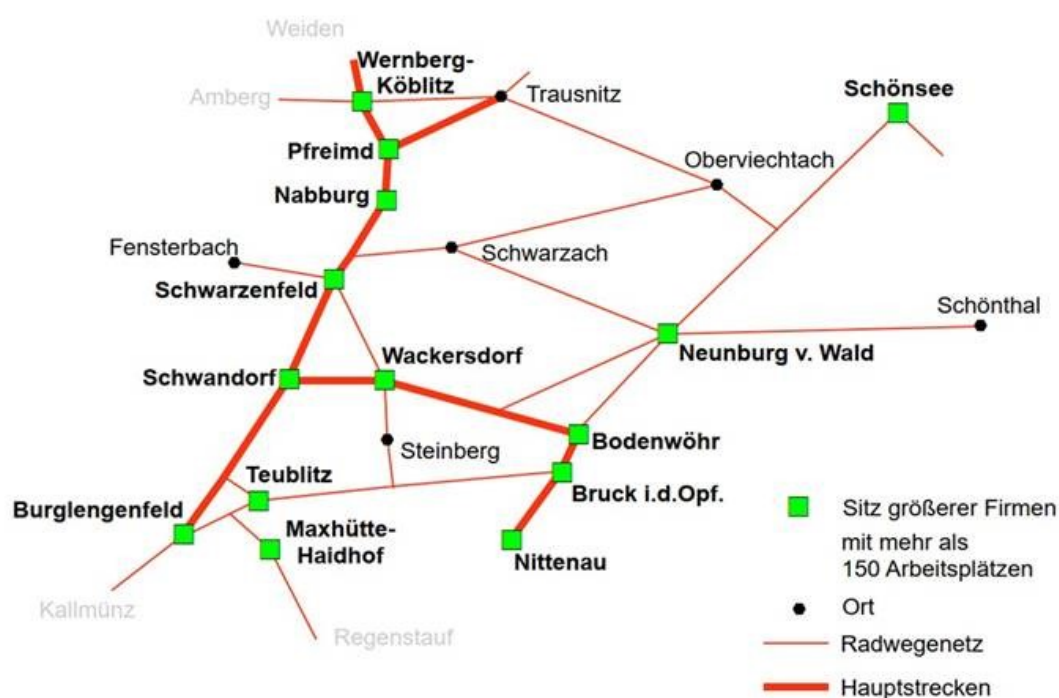 Weiden
Wernberg-
Köblitz
Amberg
Trausnitz
Schönsee
Pfreimd
Oberviechtach
Nabburg
Fensterbach
Schwarzach
Schwarzenfeld
Schönthal
Wackersdorf
Neunburg v. Wald
Schwandorf
Bodenwöhr
Steinberg
Teublitz
Bruck i.d.Opf.
Burglengenfeld
Maxhütte-
Haidhof
Nittenau
Kallmünz
Regenstauf
Sitz größerer Firmen
mit mehr als
150 Arbeitsplätzen
Ort
Radwegenetz
Hauptstrecken